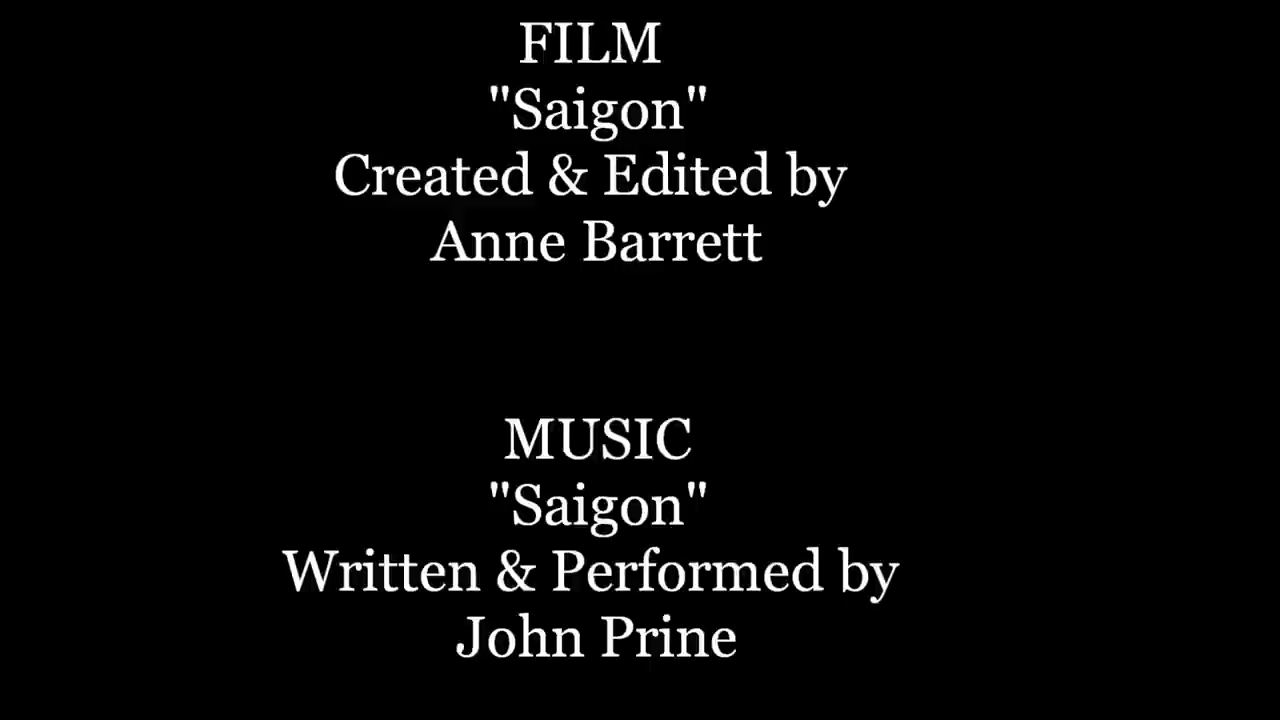 FILM
"Saigon"
Created & Edited by
Anne Barrett
MUSIC
"Saigon"
Written & Performed by
John Prine